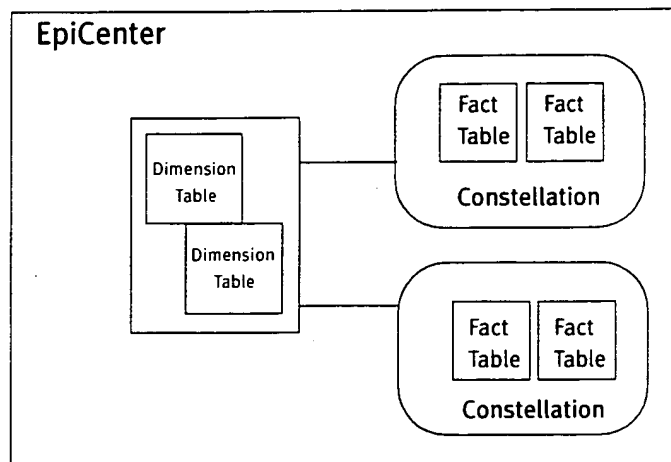 EpiCenter
Fact
Table
Fact
Table
Constellation
Dimension
Table
Dimension
Table
Fact
Table
Fact
Table
Constellation